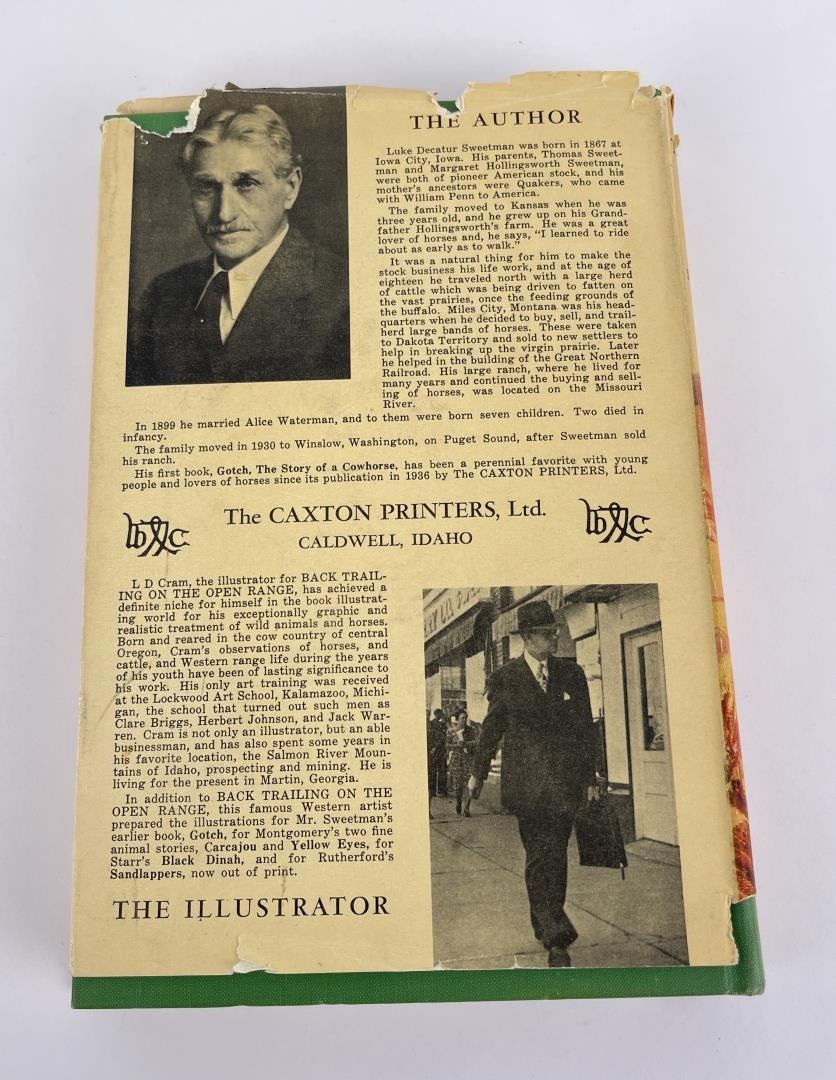 THE AUTHOR
Luke Decatur Sweetman was born in 1867 at
Iowa City, Iowa. His parents, Thomas Sweet-
man and Margaret Hollingsworth Sweetman,
were both of pioneer American stock, and his
mother's ancestors were Quakers, who came
with William Penn to America.
The family moved to Kansas when he was
three years old, and he grew up on his Grand-
father Hollingsworth's farm. He was a great
lover of horses and, he says, "I learned to ride
about as early as to walk."
It was a natural thing for him to make the
stock business his life work, and at the age of
eighteen he traveled north with a large herd
of cattle which was being driven to fatten on
the vast prairies, once the feeding grounds of
the buffalo. Miles City, Montana was his head-
quarters when he decided to buy, sell, and trail-
herd large bands of horses. These were taken
to Dakota Territory and sold to new settlers to
help in breaking up the virgin prairie. Later
he helped in the building of the Great Northern
Railroad. His large ranch, where he lived for
many years and continued the buying and sell-
ing of horses, was located on the Missouri
River.
In 1899 he married Alice Waterman, and to them were born seven children. Two died in
infancy.
The family moved in 1930 to Winslow, Washington, on Puget Sound, after Sweetman sold
his ranch.
His first book, Gotch, The Story of a Cowhorse, has been a perennial favorite with young
people and lovers of horses since its publication in 1936 by The CAXTON PRINTERS, Ltd.
The CAXTON PRINTERS, Ltd.
CALDWELL, IDAHO
L D Cram, the illustrator for BACK TRAIL-
ING ON THE OPEN RANGE, has achieved a
definite niche for himself in the book illustrat-
ing world for his exceptionally graphic and
realistic treatment of wild animals and horses.
Born and reared in the cow country of central
Oregon, Cram's observations of horses, and
cattle, and Western range life during the years
of his youth have been of lasting significance to
his work. His only art training was received
at the Lockwood Art School, Kalamazoo, Michi-
gan, the school that turned out such men as
Clare Briggs, Herbert Johnson, and Jack War-
ren. Cram is not only an illustrator, but an able
businessman, and has also spent some years in
his favorite location, the Salmon River Moun-
tains of Idaho, prospecting and mining. He is
living for the present in Martin, Georgia.
In addition to BACK TRAILING ON THE
OPEN RANGE, this famous Western artist
prepared the illustrations for Mr. Sweetman's
earlier book, Gotch, for Montgomery's two fine
animal stories, Carcajou and Yellow Eyes, for
Starr's Black Dinah, and for Rutherford's
Sandlappers, now out of print.
THE ILLUSTRATOR